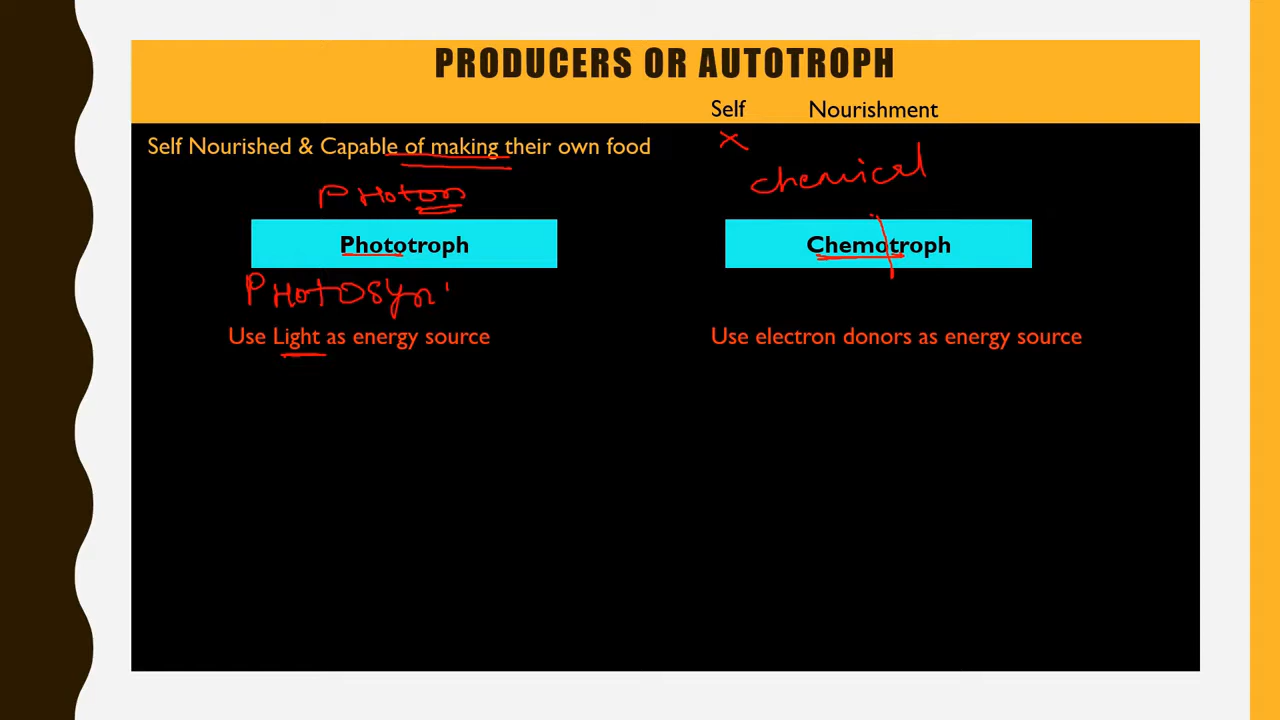 PRODUCERS OR AUTOTROPH
Self Nourishment
Self Nourished & Capable of making their own food
chemical
PHoton
Phototroph Chemotroph
PHOTOSyn
Use Light as energy source Use electron donors as energy source